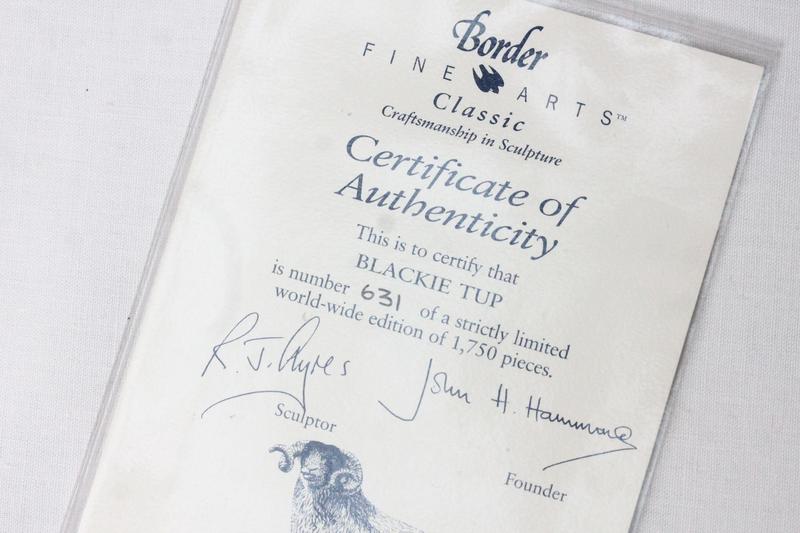 Border
FINE ARTS™
Classic
Craftsmanship in Sculpture
Certificate of
Authenticity
This is to certify that
BLACKIE TUP
is number 631 of a strictly limited
world-wide edition of 1,750 pieces.
R. J. Ayres John H. Hammond
Sculptor
Founder